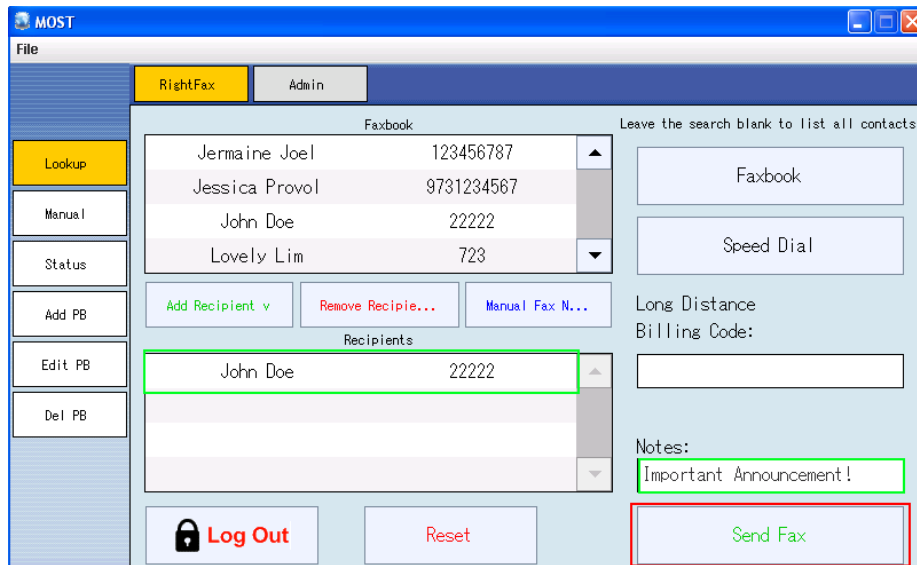 MOST
File
RightFax
Admin
Lookup
Manual
Status
Add PB
Edit PB
Del PB
Faxbook
Jermaine Joel 123456787
Jessica Provol 9731234567
John Doe 22222
Lovely Lim 723
Add Recipient v
Remove Recipie...
Manual Fax N...
Recipients
John Doe 22222
Log Out
Reset
Leave the search blank to list all contacts
Faxbook
Speed Dial
Long Distance
Billing Code:
Notes:
Important Announcement!
Send Fax